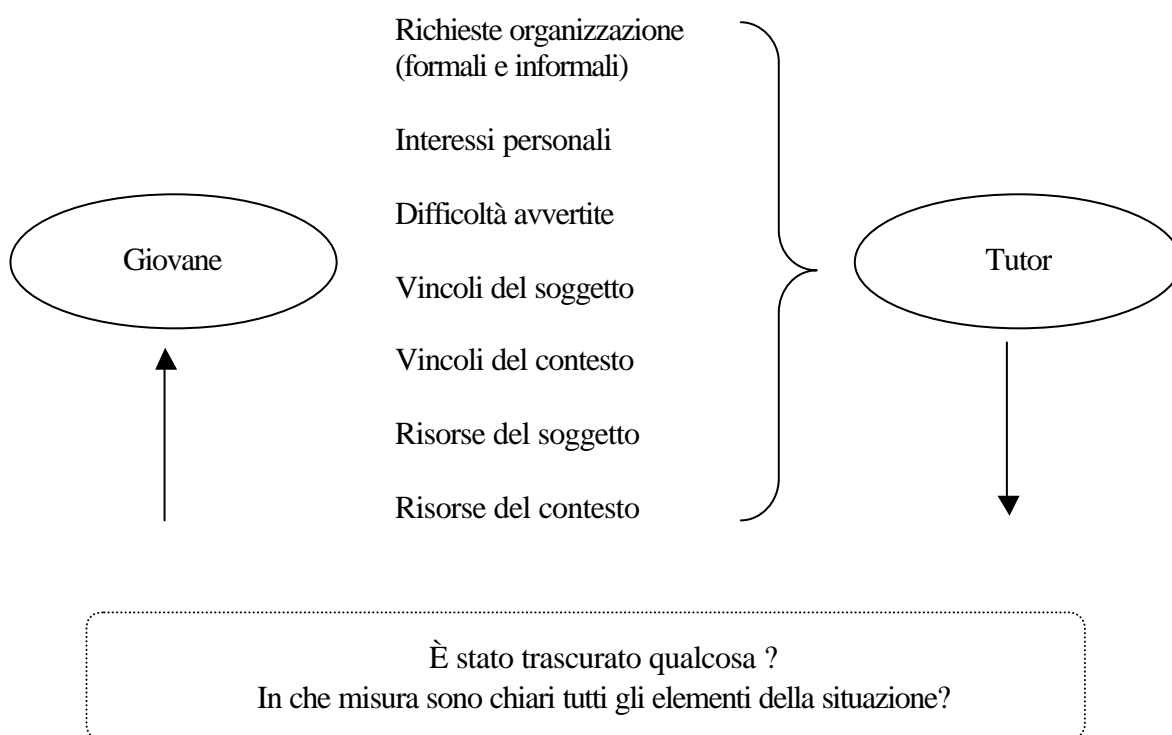 Richieste organizzazione
(formali e informali)
Interessi personali
Difficoltà avvertite
Giovane
Tutor
Vincoli del soggetto
Vincoli del contesto
Risorse del soggetto
Risorse del contesto
È stato trascurato qualcosa ?
In che misura sono chiari tutti gli elementi della situazione?